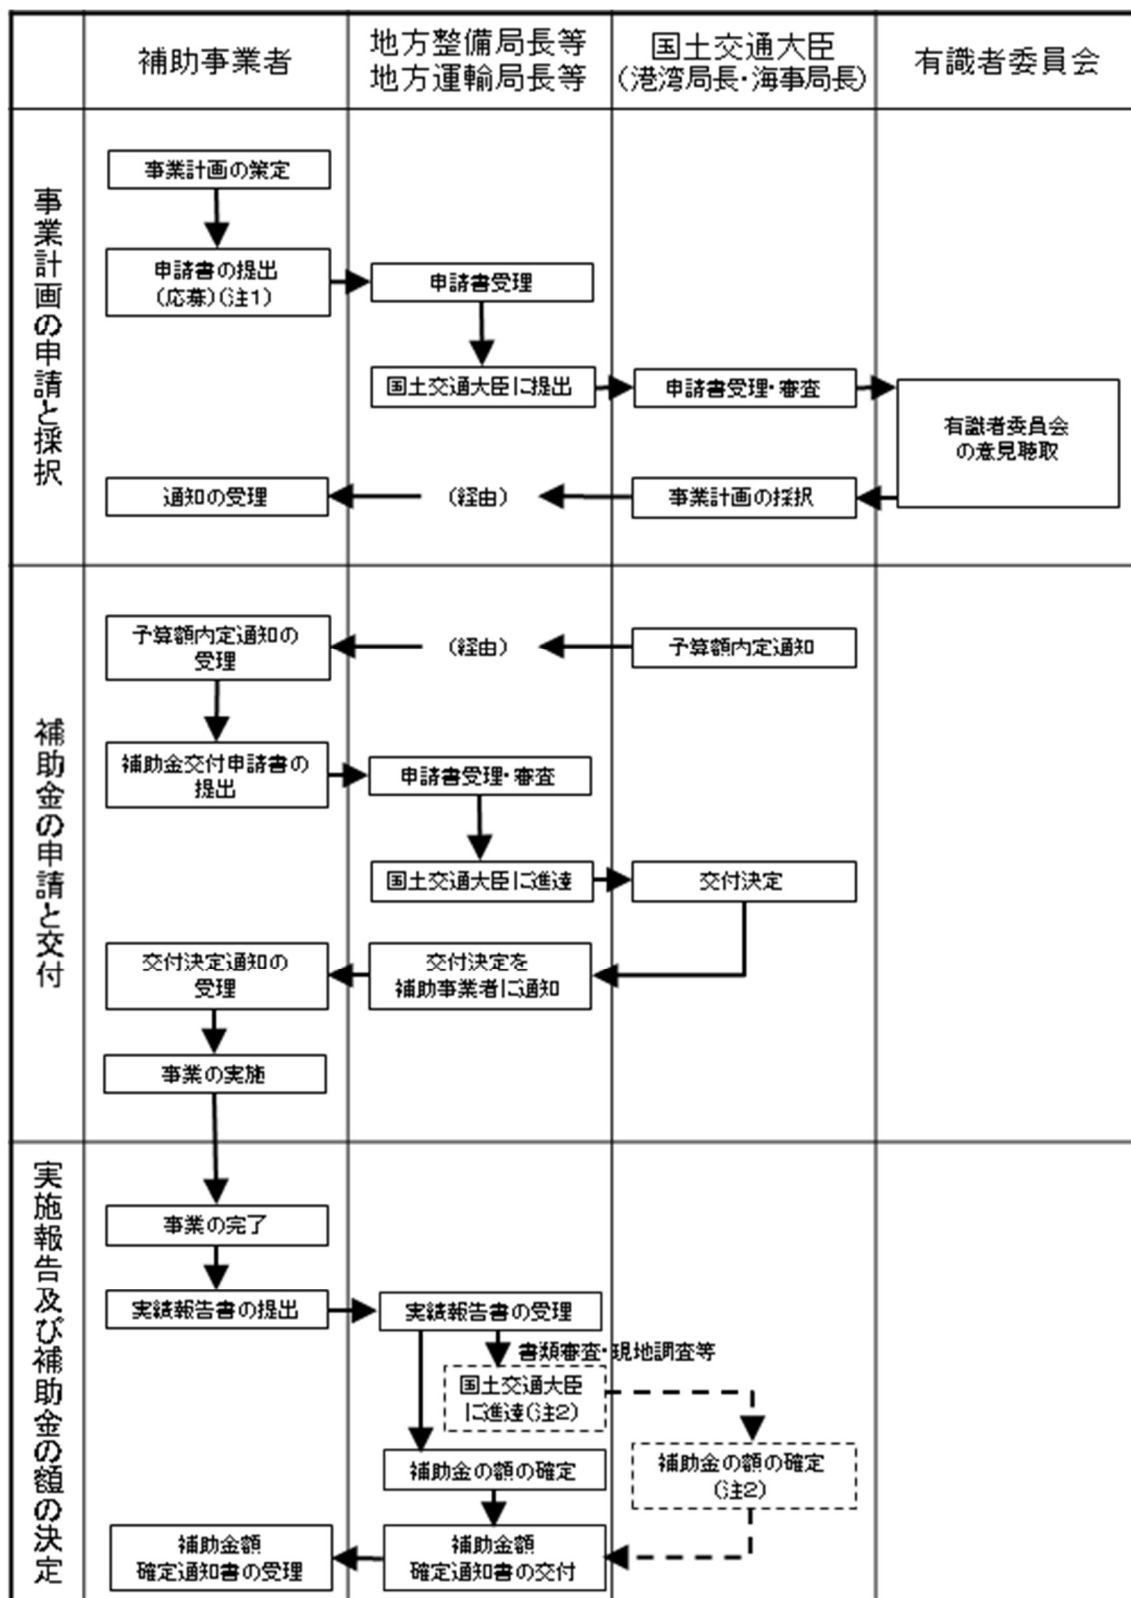 補助事業者
地方整備局長等
地方運輸局長等
国土交通大臣
(港湾局長・海事局長)
有識者委員会
事業計画の申請と採択
事業計画の策定
申請書の提出
(応募)(注1)
申請書受理
国土交通大臣に提出
申請書受理・審査
有識者委員会
の意見聴取
通知の受理
(経由)
事業計画の採択
補助金の申請と交付
予算額内定通知の
受理
(経由)
予算額内定通知
補助金交付申請書の
提出
申請書受理・審査
国土交通大臣に進達
交付決定
交付決定通知の
受理
交付決定を
補助事業者に通知
事業の実施
実施報告及び補助金の額の決定
事業の完了
実績報告書の提出
実績報告書の受理
書類審査・現地調査等
国土交通大臣
に進達(注2)
補助金の額の確定
補助金の額の確定
(注2)
補助金額
確定通知書の受理
補助金額
確定通知書の交付